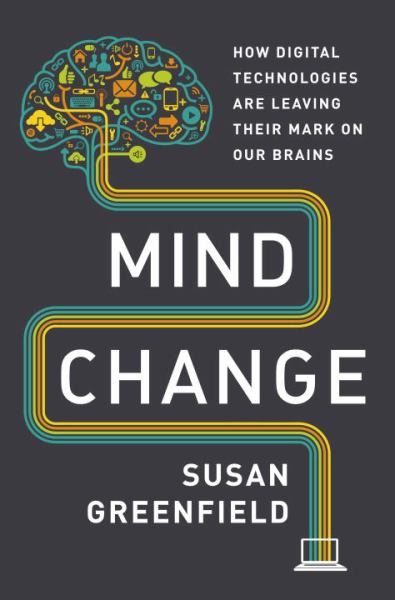 HOW DIGITAL
TECHNOLOGIES
ARE LEAVING
THEIR MARK ON
OUR BRAINS
MIND
CHANGE
SUSAN
GREENFIELD